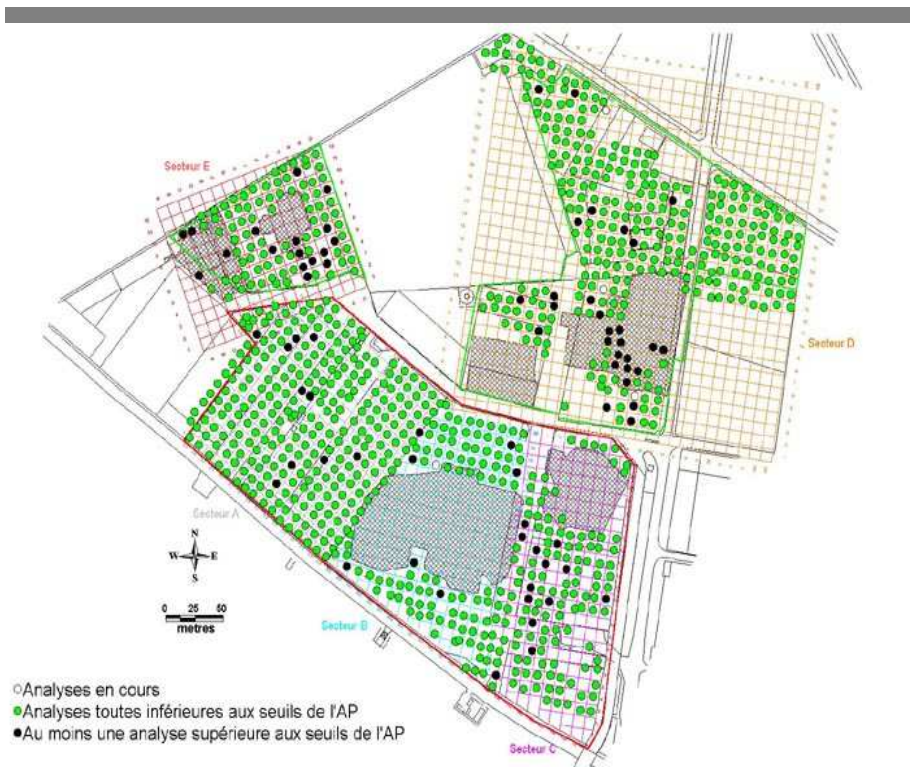 Secteur E
Secteur D
Secteur A
N
W E
S
0 25 50
metres
Secteur B
Analyses en cours
Analyses toutes inférieures aux seuils de l'AP
Au moins une analyse supérieure aux seuils de l'AP
Secteur C